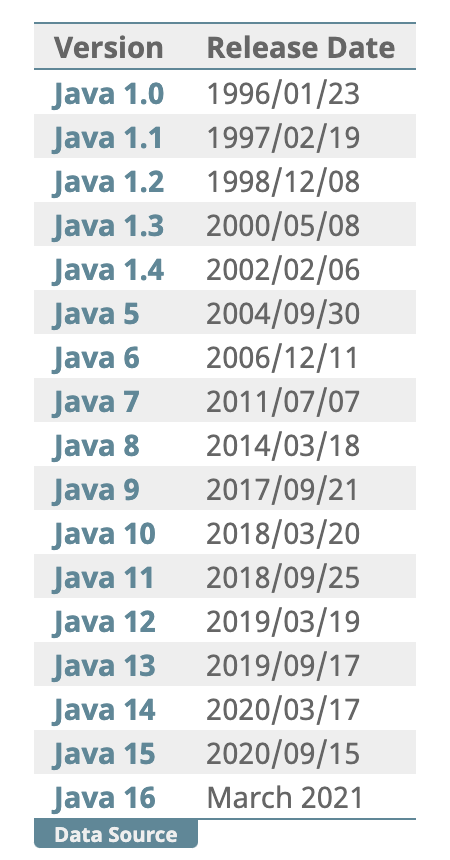 Version Release Date
Java 1.0 1996/01/23
Java 1.1 1997/02/19
Java 1.2 1998/12/08
Java 1.3 2000/05/08
Java 1.4 2002/02/06
Java 5 2004/09/30
Java 6 2006/12/11
Java 7 2011/07/07
Java 8 2014/03/18
Java 9 2017/09/21
Java 10 2018/03/20
Java 11 2018/09/25
Java 12 2019/03/19
Java 13 2019/09/17
Java 14 2020/03/17
Java 15 2020/09/15
Java 16 March 2021
Data Source